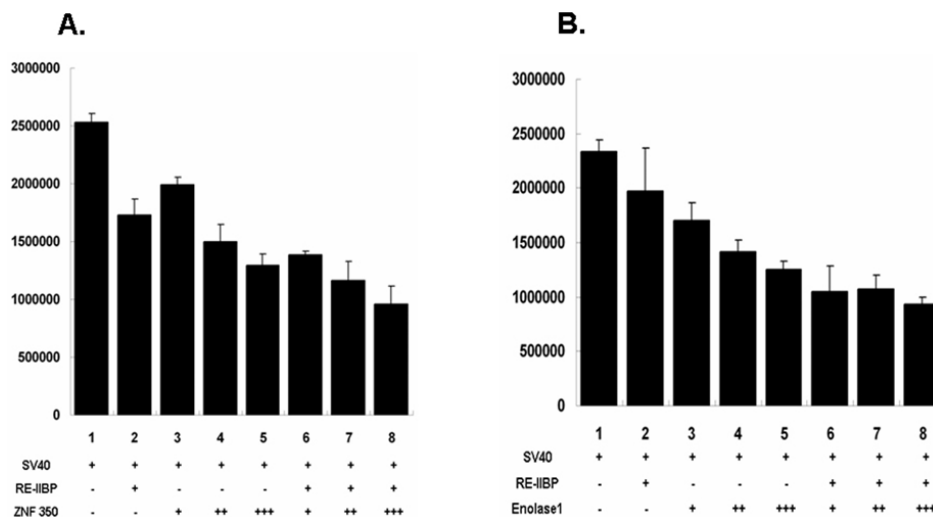 A.
3000000
2500000
2000000
1500000
1000000
500000
0
1 2 3 4 5 6 7 8
SV40 + + + + + + + +
RE-IIBP - + - - - + + +
ZNF 350 - - + ++ +++ + ++ +++
B.
3000000
2500000
2000000
1500000
1000000
500000
0
1 2 3 4 5 6 7 8
SV40 + + + + + + + +
RE-IIBP - + - - - + + +
Enolase1 - - + ++ +++ + ++ +++